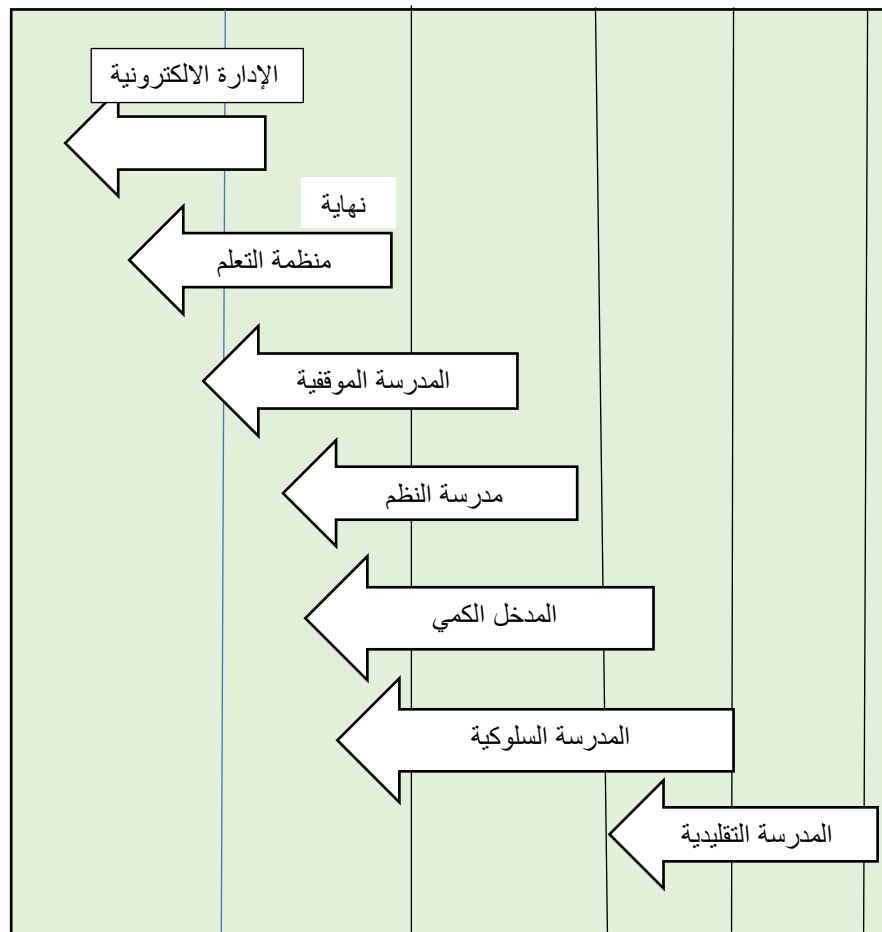 الإدارة الالكترونية
نهاية
منظمة التعلم
المدرسة الموقفية
مدرسة النظم
المدخل الكمي
المدرسة السلوكية
المدرسة التقليدية